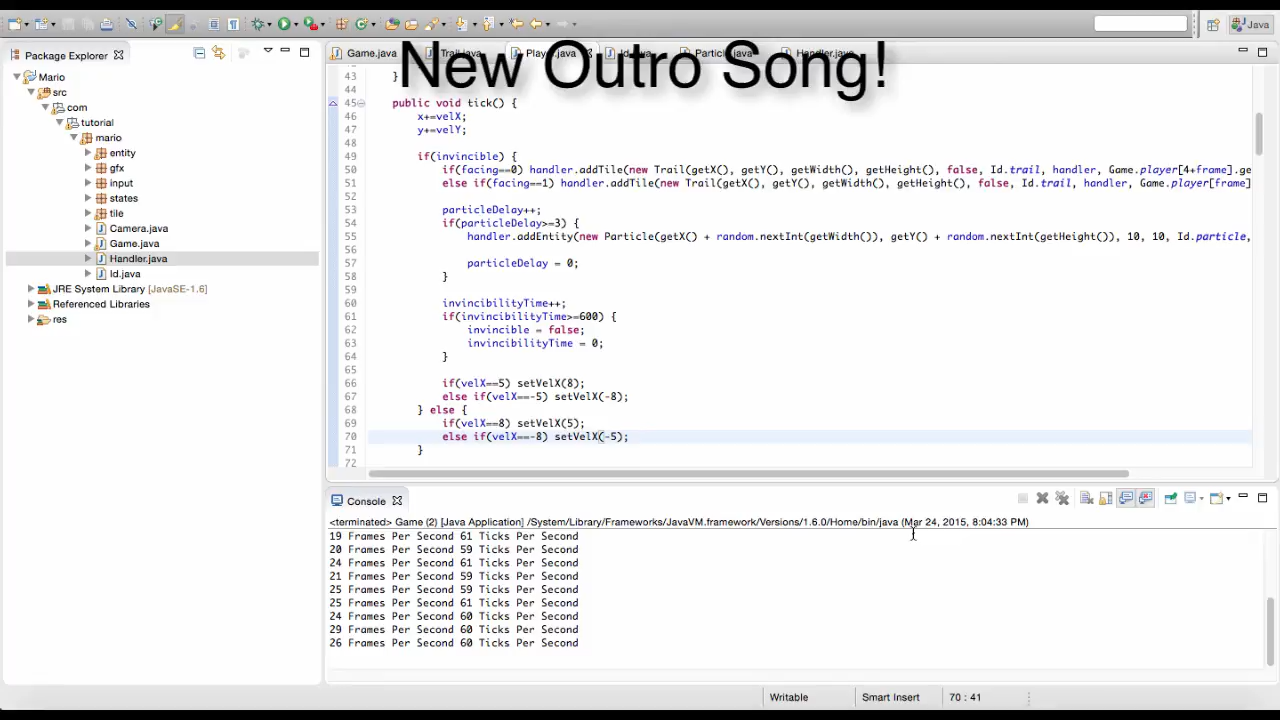 Java
Package Explorer
Game.java
Trail.java
Player.java
Id.java
Particle.java
Handler.java
New Outro Song!
Mario
src
com
tutorial
mario
entity
gfx
input
states
tile
Camera.java
Game.java
Handler.java
Id.java
JRE System Library [JavaSE-1.6]
Referenced Libraries
res
43 }
45 public void tick() {
46 x+=velX;
47 y+=velY;
48
49 if(invincible) {
50 if(facing==0) handler.addTile(new Trail(getX(), getY(), getWidth(), getHeight(), false, Id.trail, handler, Game.player[4+frame].ge
51 else if(facing==1) handler.addTile(new Trail(getX(), getY(), getWidth(), getHeight(), false, Id.trail, handler, Game.player[frame]
52
53 particleDelay++;
54 if(particleDelay>=3) {
55 handler.addEntity(new Particle(getX() + random.nextInt(getWidth()), getY() + random.nextInt(getHeight()), 10, 10, Id.particle,
56
57 particleDelay = 0;
58 }
59
60 invincibilityTime++;
61 if(invincibilityTime>=600) {
62 invincible = false;
63 invincibilityTime = 0;
64 }
65
66 if(velX==5) setVelX(8);
67 else if(velX==-5) setVelX(-8);
68 } else {
69 if(velX==8) setVelX(5);
70 else if(velX==-8) setVelX(-5);
71 }
72
Console
<terminated> Game (2) [Java Application] /System/Library/Frameworks/JavaVM.framework/Versions/1.6.0/Home/bin/java (Mar 24, 2015, 8:04:33 PM)
19 Frames Per Second 61 Ticks Per Second
20 Frames Per Second 59 Ticks Per Second
24 Frames Per Second 61 Ticks Per Second
21 Frames Per Second 59 Ticks Per Second
25 Frames Per Second 59 Ticks Per Second
25 Frames Per Second 61 Ticks Per Second
24 Frames Per Second 60 Ticks Per Second
29 Frames Per Second 60 Ticks Per Second
26 Frames Per Second 60 Ticks Per Second
Writable
Smart Insert
70 : 41